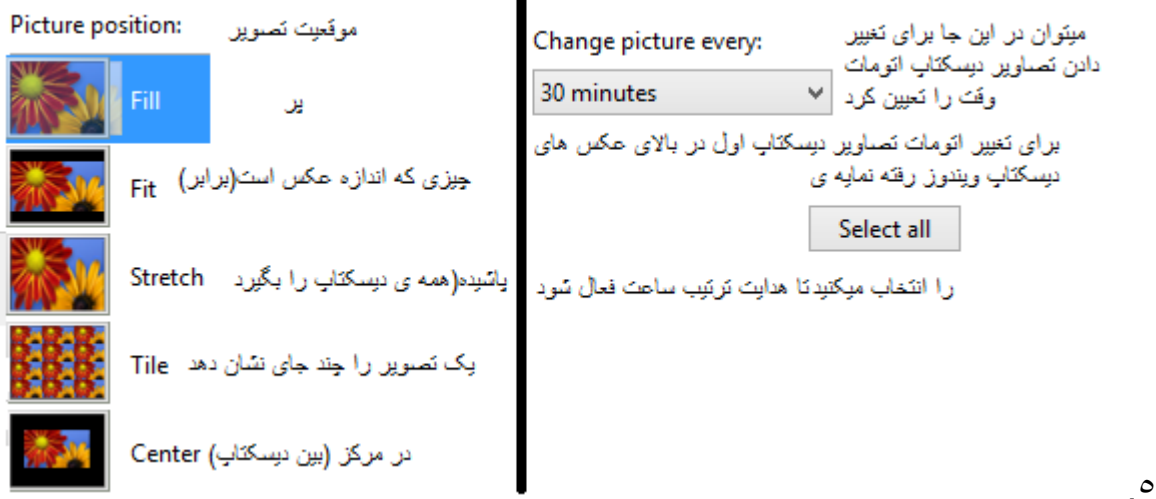 Picture position: موقعیت تصویر
Fill پر
Fit چیزی که اندازه عکس است(برابر)
Stretch پاشیده(همه ی دیسکتاپ را بگیرد
Tile یک تصویر را چند جای نشان دهد
Center در مرکز (بین دیسکتاپ)
Change picture every:
30 minutes
میتوان در این جا برای تغییر
دادن تصاویر دیسکتاپ اتومات
وقت را تعیین کرد
برای تغییر اتومات تصاویر دیسکتاپ اول در بالای عکس های
دیسکتاپ ویندوز رفته نمایه ی
Select all
را انتخاب میکنید تا هدایت ترتیب ساعت فعال شود